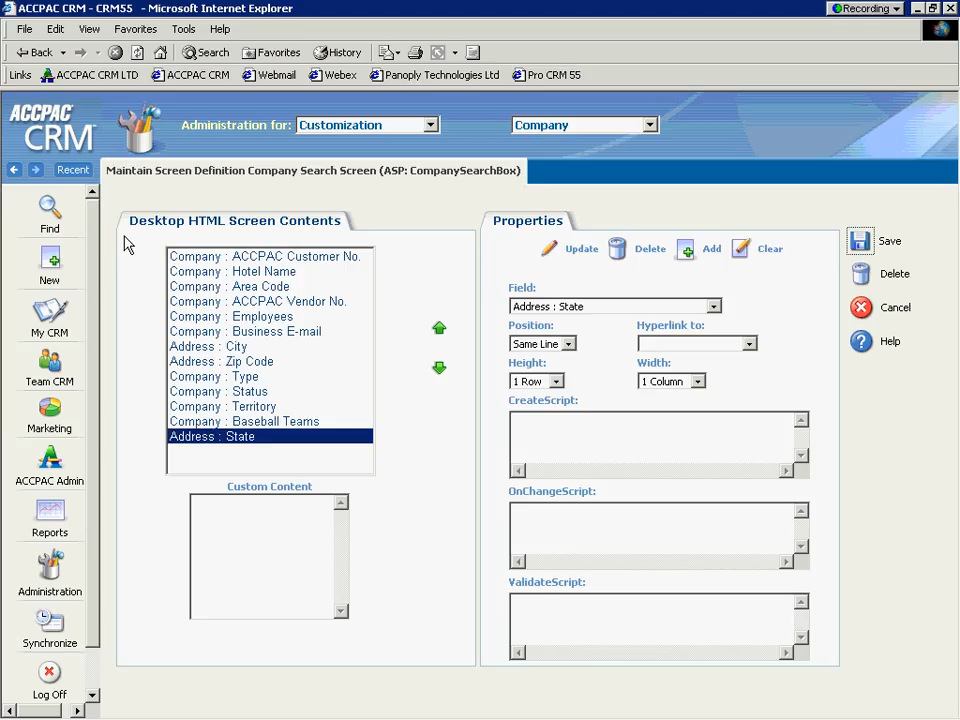 ACCPAC CRM - CRM55 - Microsoft Internet Explorer
Recording
File Edit View Favorites Tools Help
Back Search Favorites History
Links ACCPAC CRM LTD ACCPAC CRM Webmail Webex Panoply Technologies Ltd Pro CRM 55
ACCPAC
CRM
Administration for: Customization Company
Recent
Maintain Screen Definition Company Search Screen (ASP: CompanySearchBox)
Find
New
My CRM
Team CRM
Marketing
ACCPAC Admin
Reports
Administration
Synchronize
Log Off
Desktop HTML Screen Contents
Company : ACCPAC Customer No.
Company : Hotel Name
Company : Area Code
Company : ACCPAC Vendor No.
Company : Employees
Company : Business E-mail
Address : City
Address : Zip Code
Company : Type
Company : Status
Company : Territory
Company : Baseball Teams
Address : State
Custom Content
Properties
Update Delete Add Clear
Field:
Address : State
Position: Hyperlink to:
Same Line
Height: Width:
1 Row 1 Column
CreateScript:
OnChangeScript:
ValidateScript:
Save
Delete
Cancel
Help